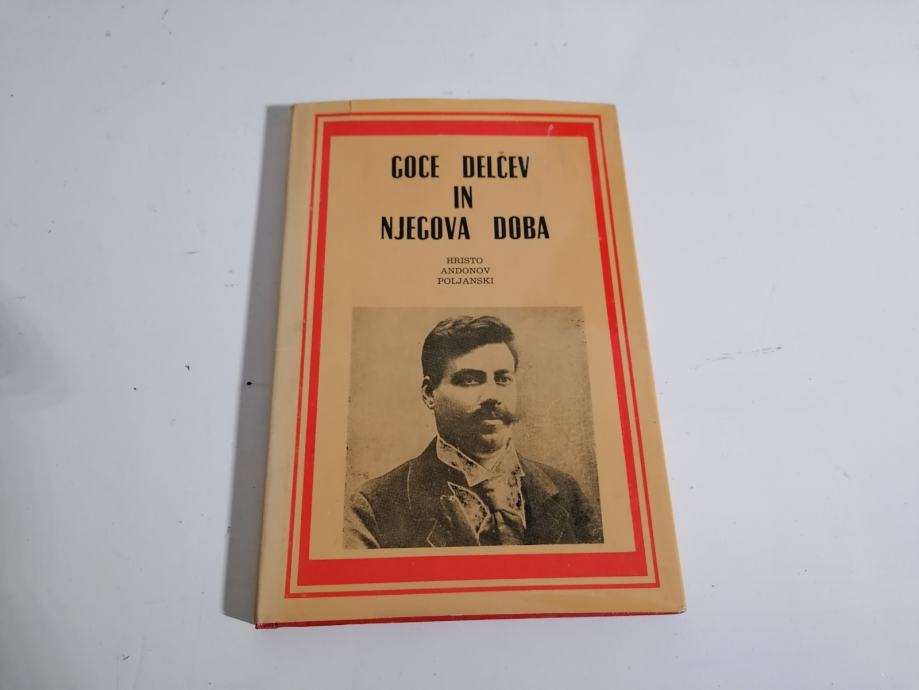 GOCE DELČEV
IN
NJEGOVA DOBA
HRISTO
ANDONOV
POLJANSKI